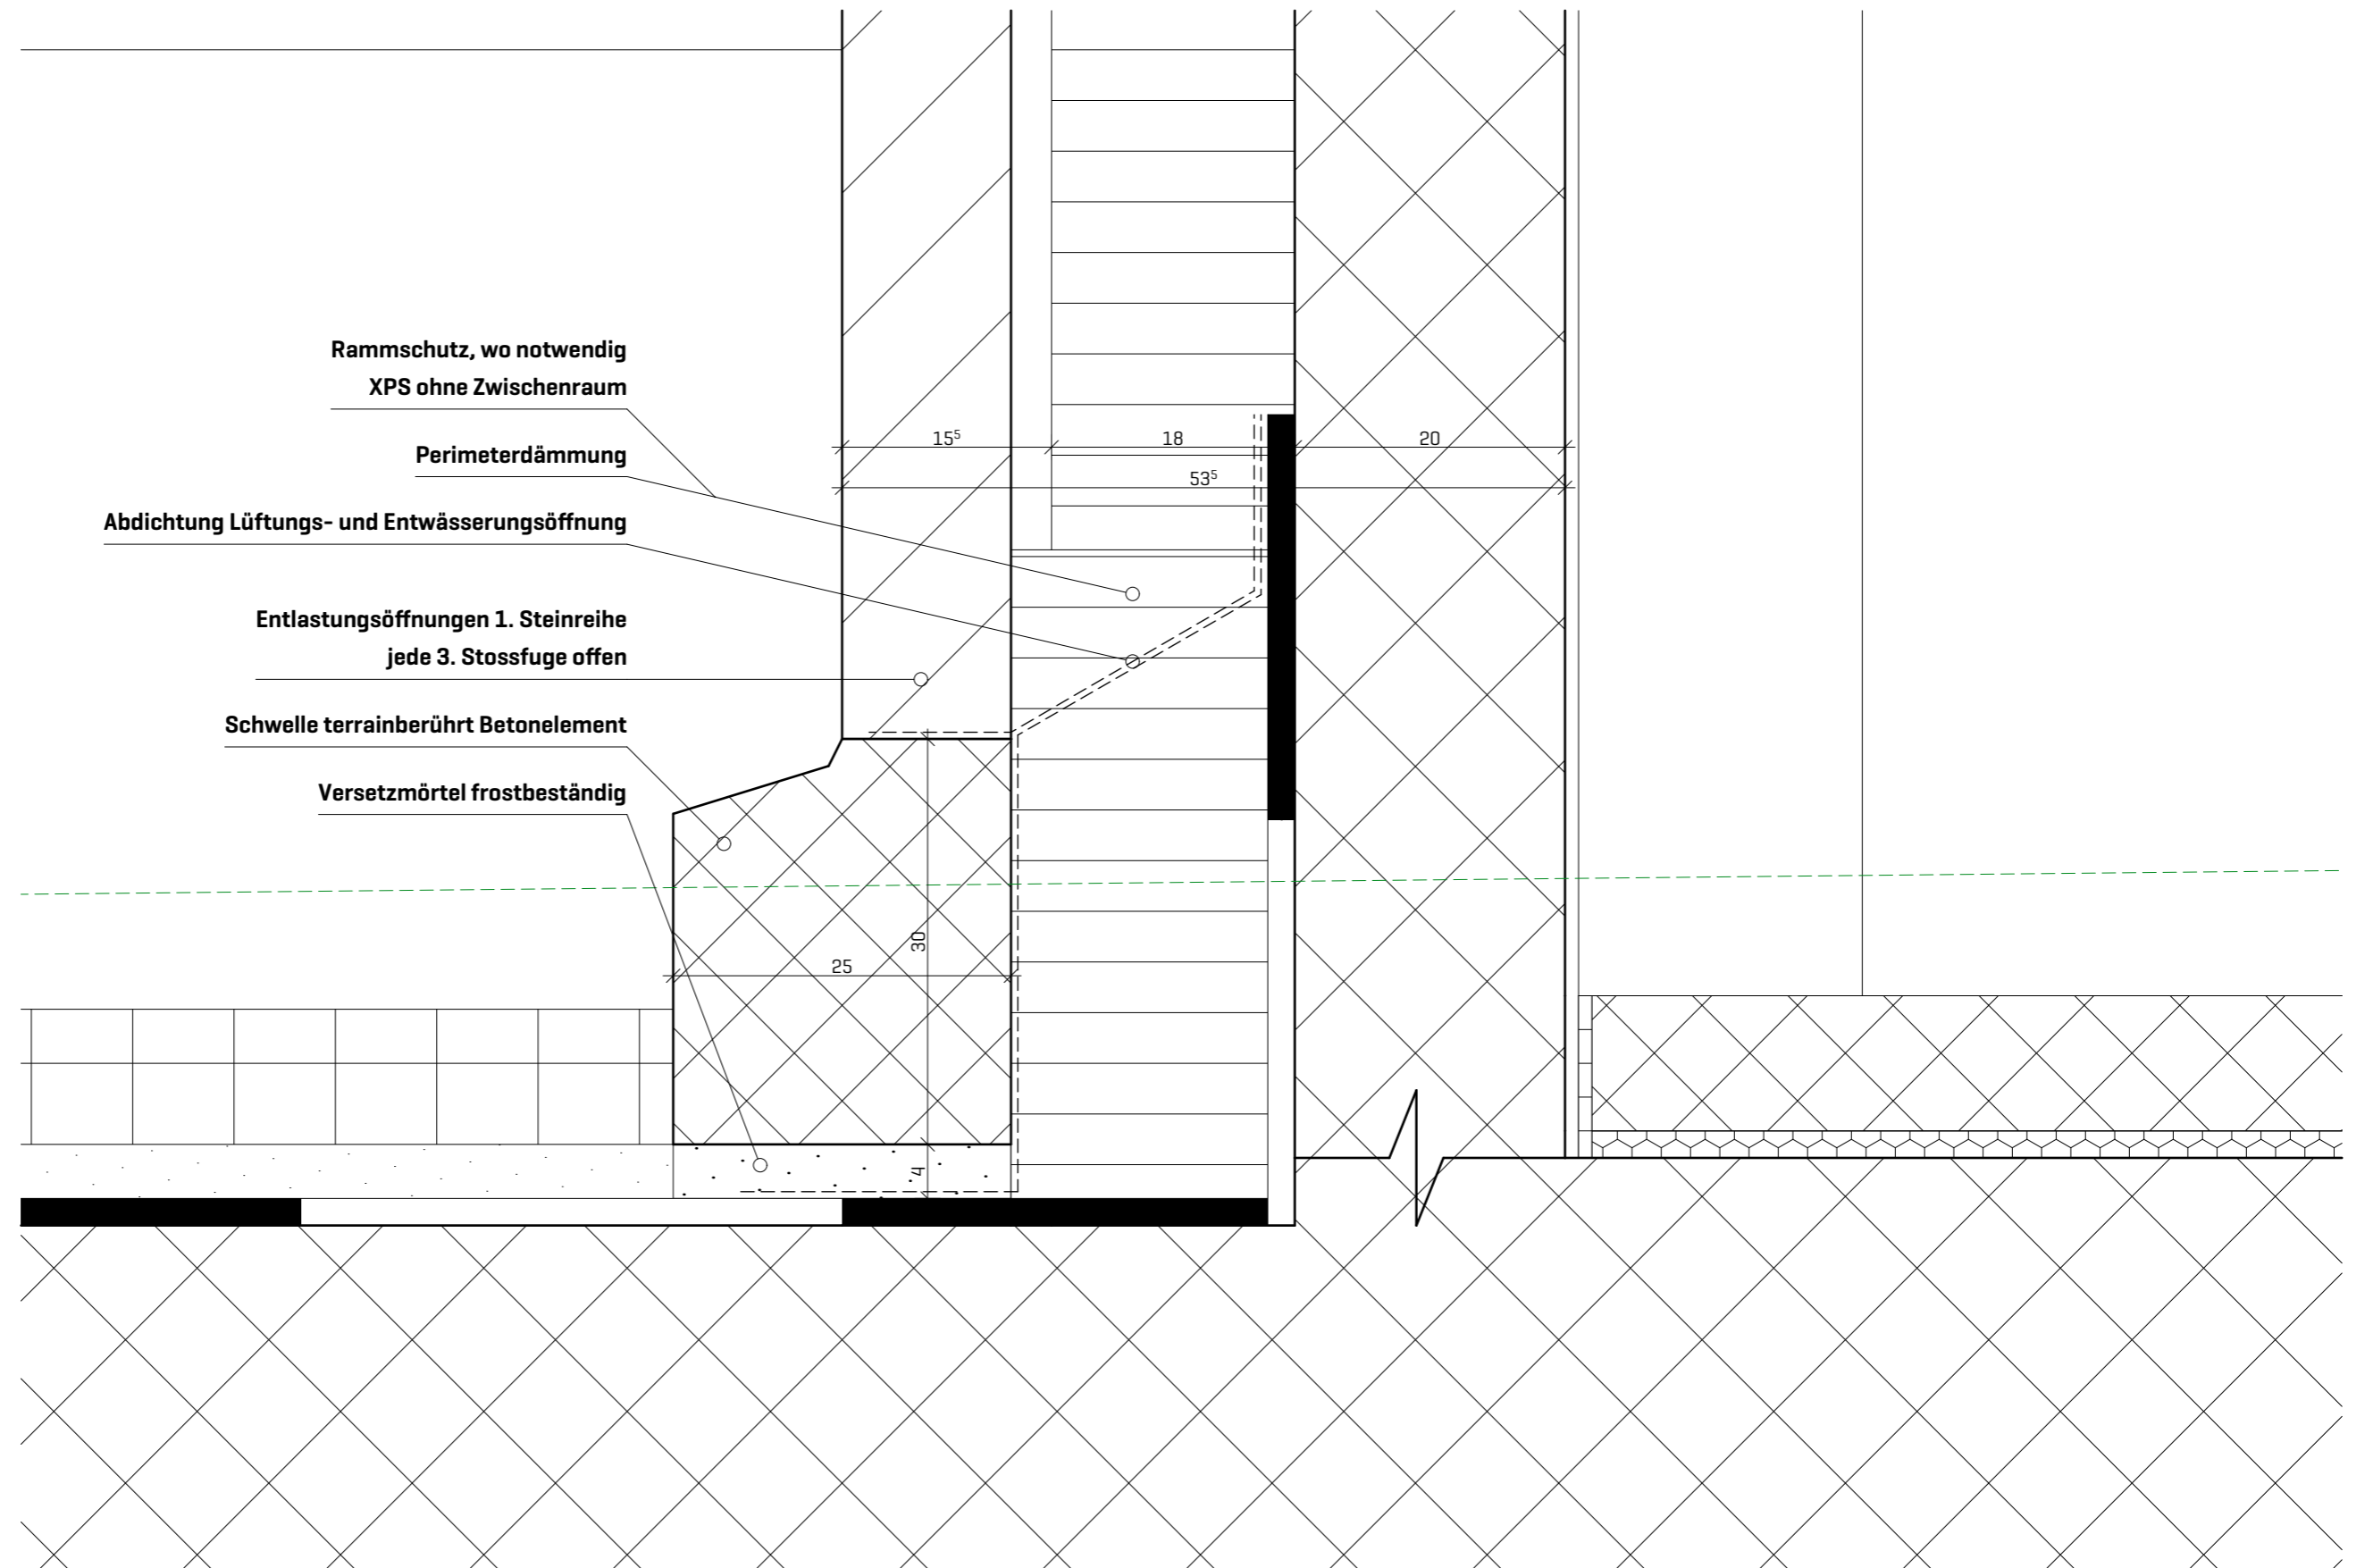 Rammschutz, wo notwendig
XPS ohne Zwischenraum
Perimeterdämmung
Abdichtung Lüftungs- und Entwässerungsöffnung
Entlastungsöffnungen 1. Steinreihe
jede 3. Stossfuge offen
Schwelle terrainberührt Betonelement
Versetzmörtel frostbeständig
15⁵ 18 20
53⁵
30
25
4